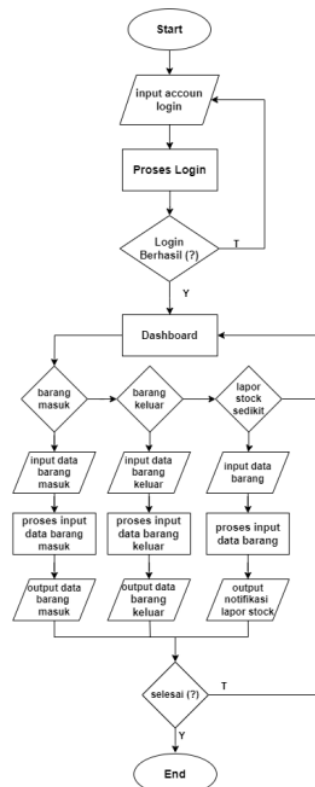 Start
input accoun
login
Proses Login
Login
Berhasil (?)
T
Y
Dashboard
barang
masuk
barang
keluar
lapor
stock
sedikit
input data
barang
masuk
input data
barang
keluar
input data
barang
proses input
data barang
masuk
proses input
data barang
keluar
proses input
data barang
output data
barang
masuk
output data
barang
keluar
output
notifikasi
lapor stock
selesai (?)
T
Y
End